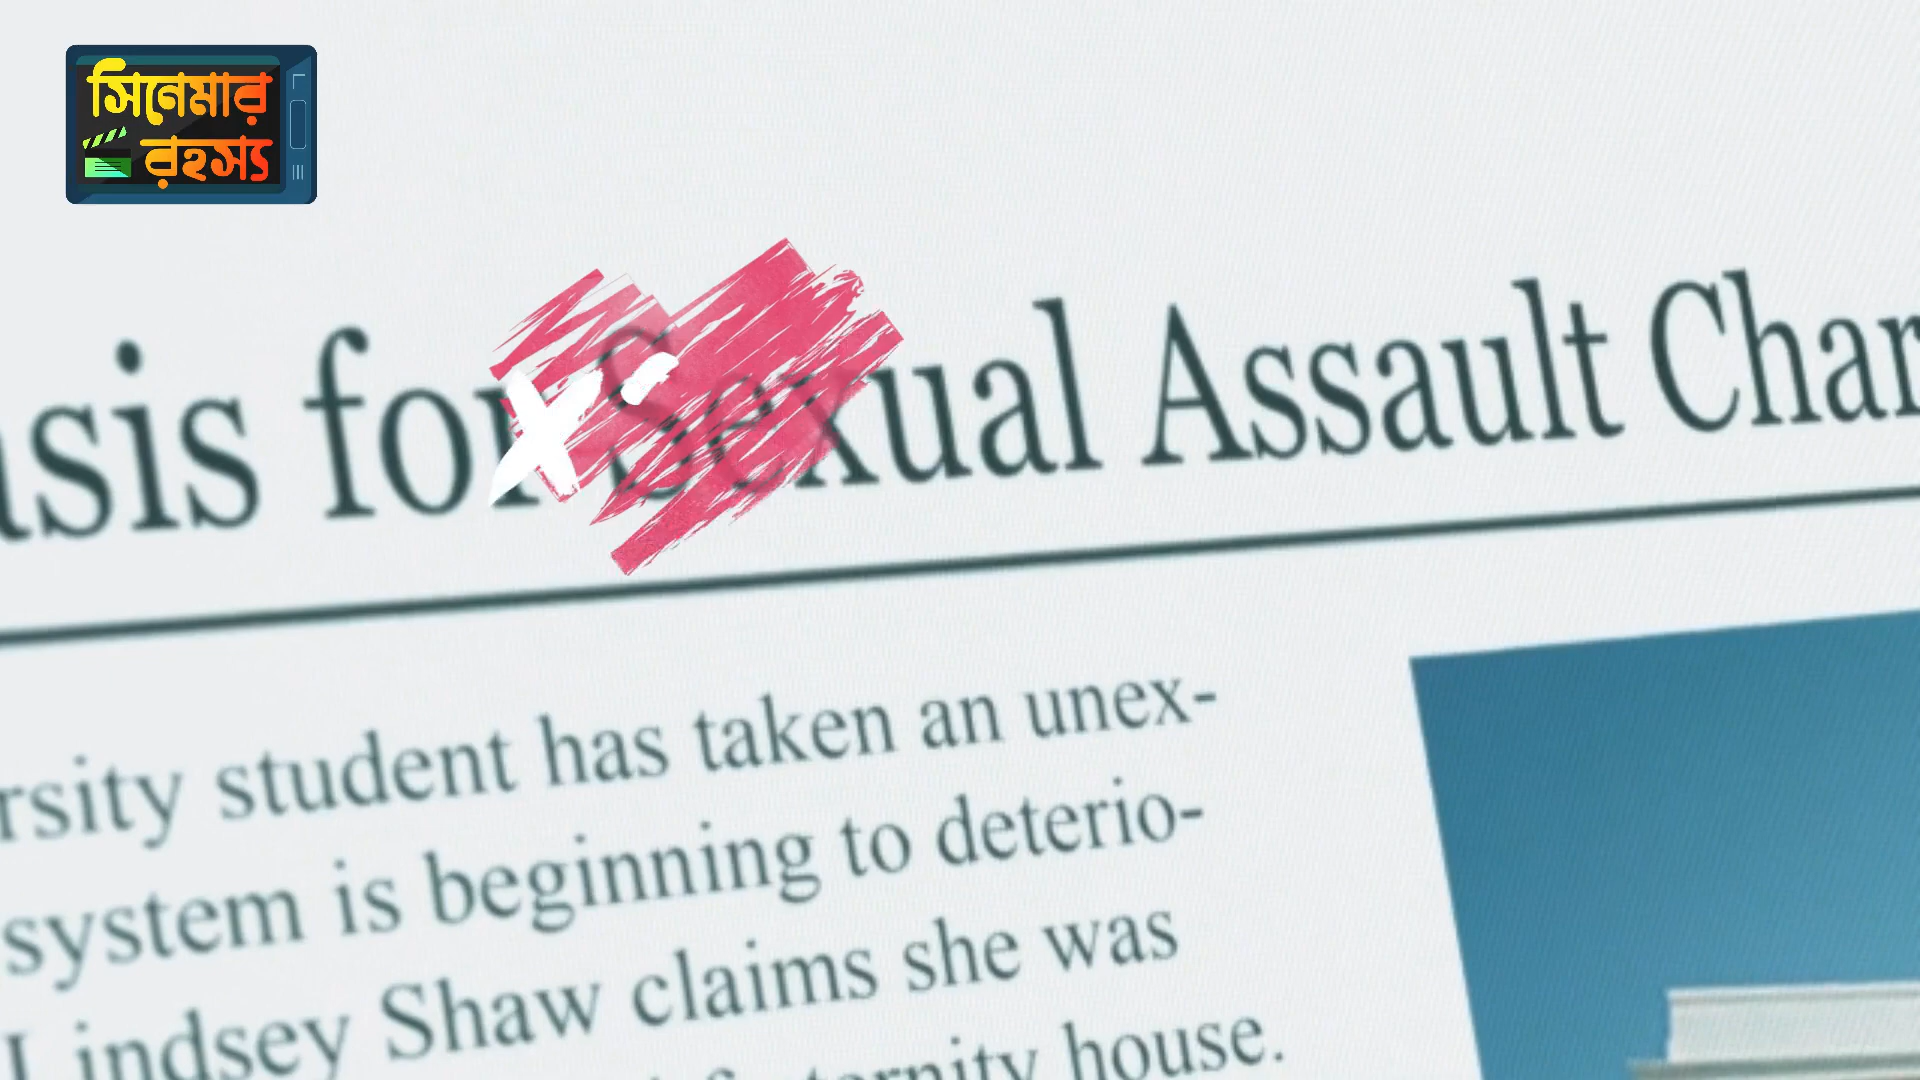 সিনেমার
রহস্য
asis for Sexual Assault Char
rsity student has taken an unex-
system is beginning to deterio-
Lindsey Shaw claims she was
house.